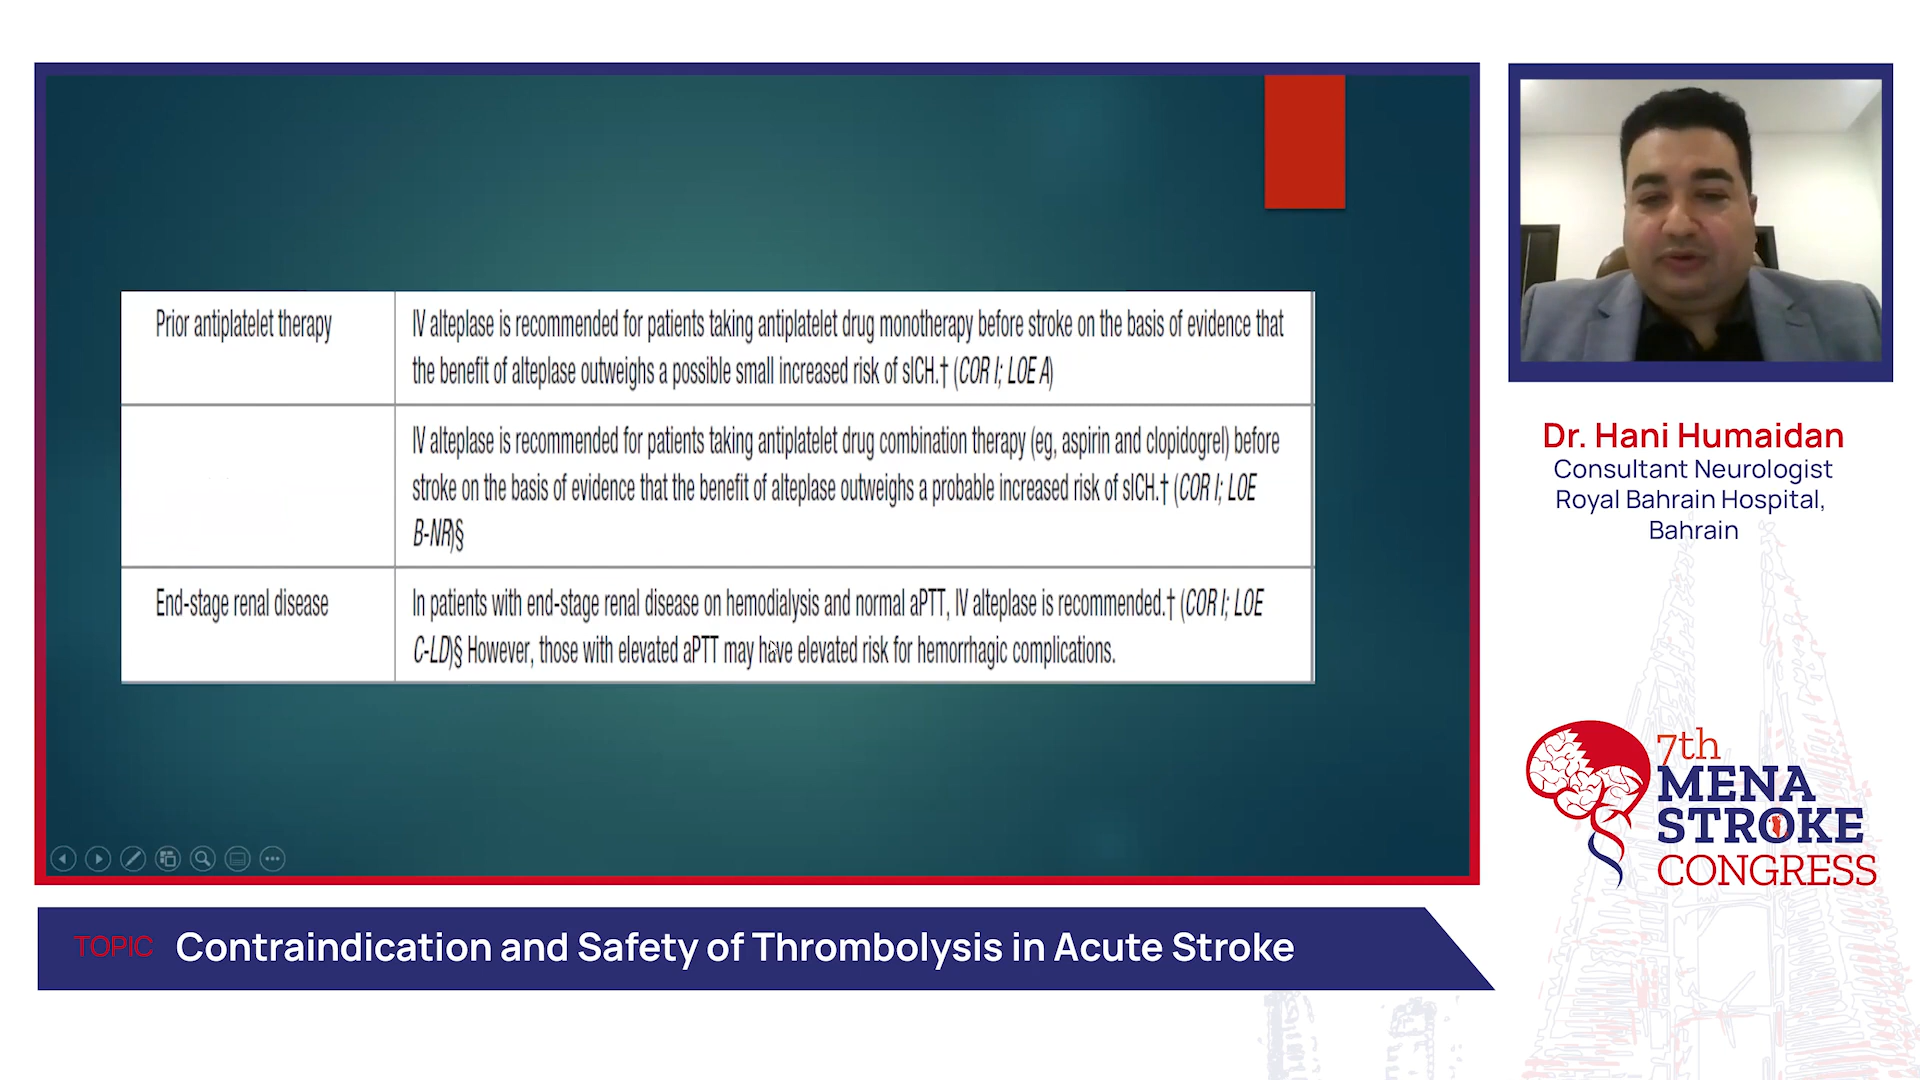 Prior antiplatelet therapy
IV alteplase is recommended for patients taking antiplatelet drug monotherapy before stroke on the basis of evidence that
the benefit of alteplase outweighs a possible small increased risk of sICH.† (COR I; LOE A)
IV alteplase is recommended for patients taking antiplatelet drug combination therapy (eg, aspirin and clopidogrel) before
stroke on the basis of evidence that the benefit of alteplase outweighs a probable increased risk of sICH.† (COR I; LOE
B-NR)§
End-stage renal disease
In patients with end-stage renal disease on hemodialysis and normal aPTT, IV alteplase is recommended.† (COR I; LOE
C-LD)§ However, those with elevated aPTT may have elevated risk for hemorrhagic complications.
Dr. Hani Humaidan
Consultant Neurologist
Royal Bahrain Hospital,
Bahrain
7th
MENA
STROKE
CONGRESS
TOPIC Contraindication and Safety of Thrombolysis in Acute Stroke